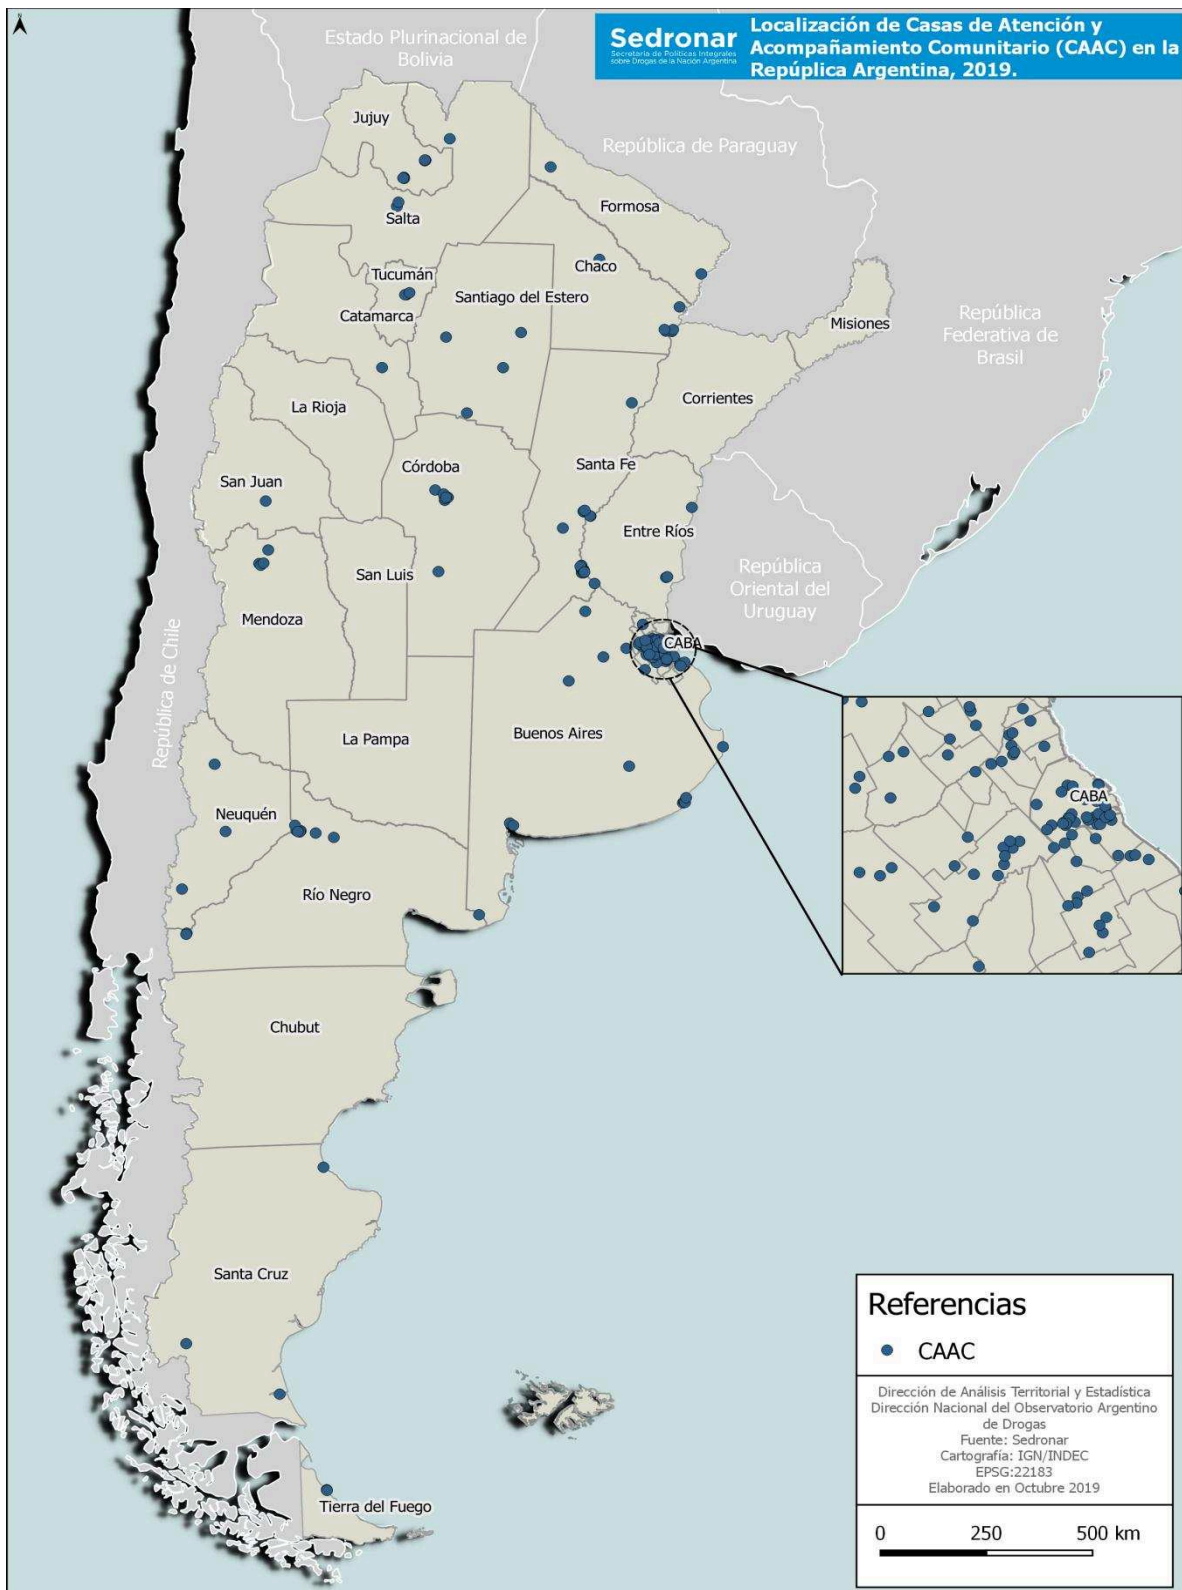 N
Sedronar
Secretaría de Políticas Integrales
sobre Drogas de la Nación Argentina
Localización de Casas de Atención y
Acompañamiento Comunitario (CAAC) en la
Repúplica Argentina, 2019.
Estado Plurinacional de
Bolivia
Jujuy
República de Paraguay
Formosa
Salta
Chaco
Tucumán
Santiago del Estero
Catamarca
Misiones
República
Federativa de
Brasil
La Rioja
Corrientes
Córdoba
Santa Fe
San Juan
Entre Ríos
San Luis
República
Oriental del
Uruguay
Mendoza
CABA
República de Chile
La Pampa
Buenos Aires
CABA
Neuquén
Río Negro
Chubut
Santa Cruz
Tierra del Fuego
Referencias
CAAC
Dirección de Análisis Territorial y Estadística
Dirección Nacional del Observatorio Argentino
de Drogas
Fuente: Sedronar
Cartografía: IGN/INDEC
EPSG:22183
Elaborado en Octubre 2019
0 250 500 km